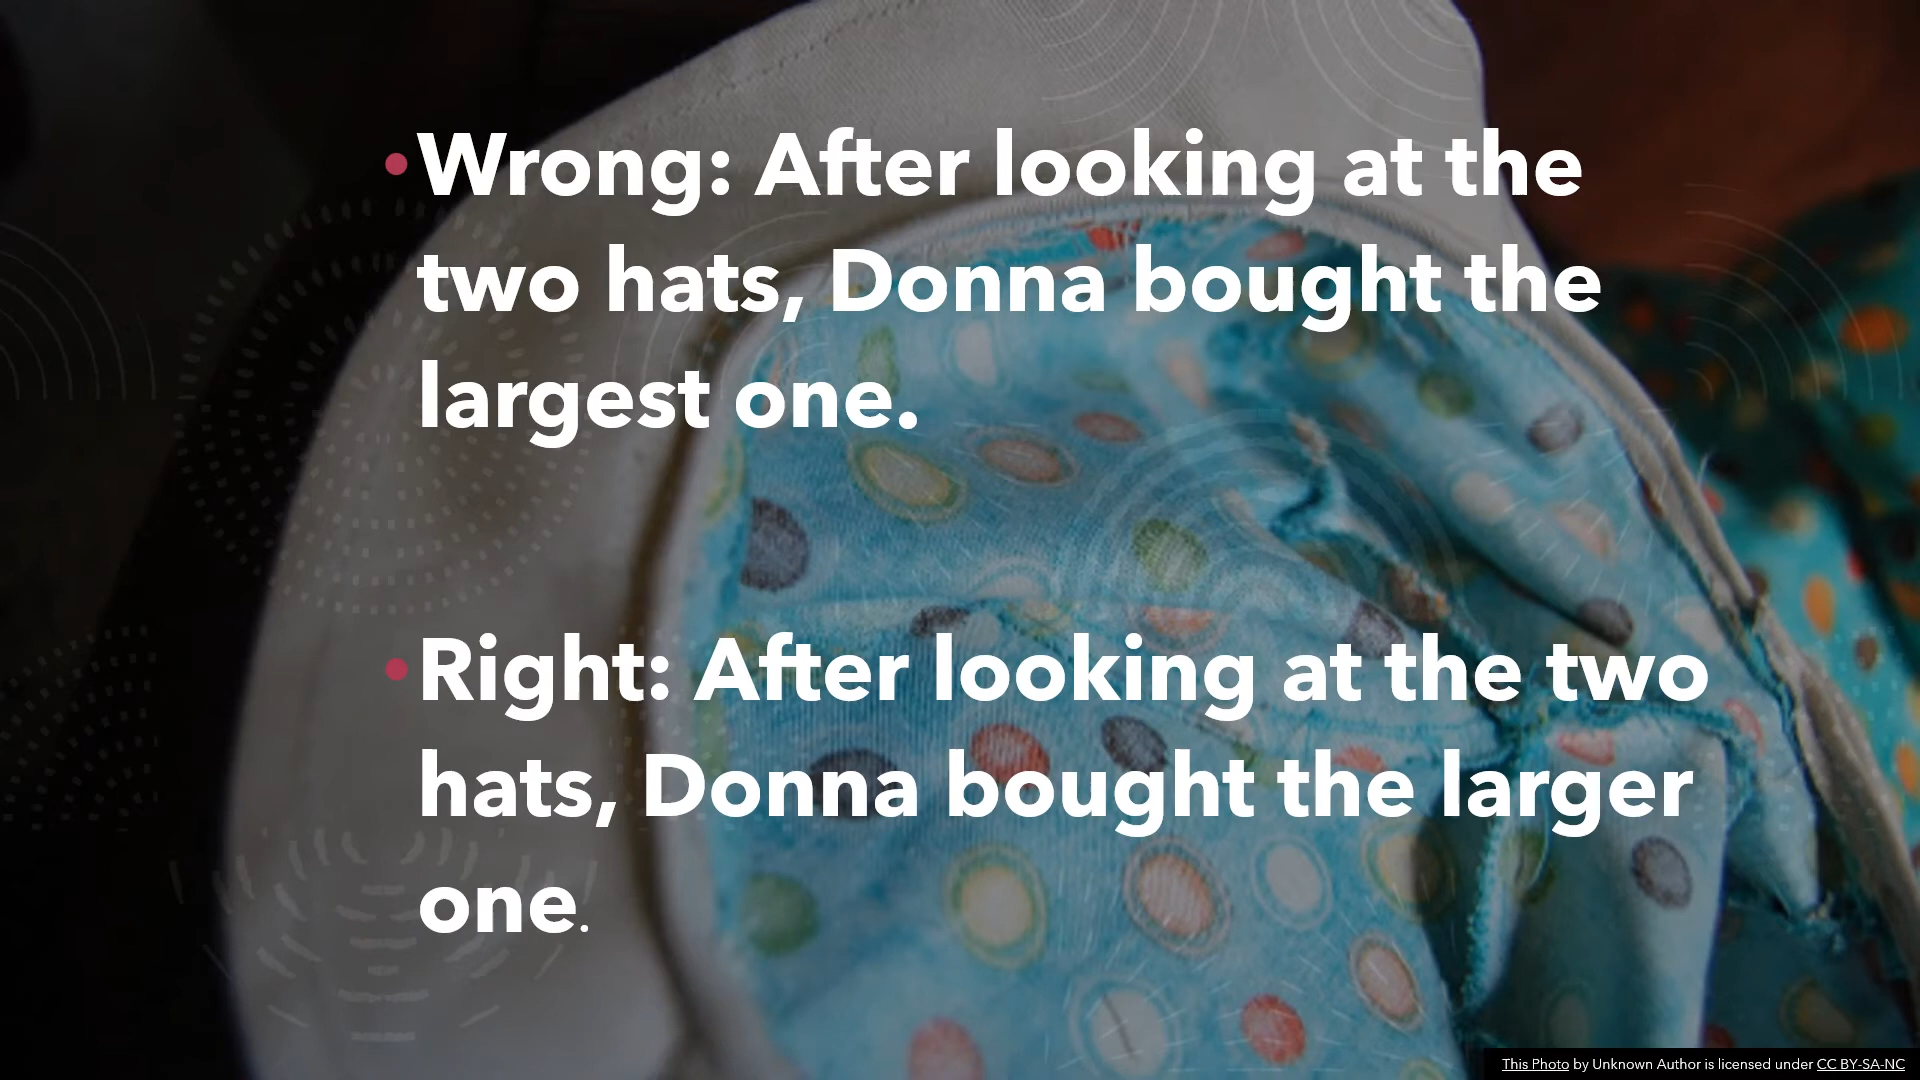 • Wrong: After looking at the
two hats, Donna bought the
largest one.
• Right: After looking at the two
hats, Donna bought the larger
one.
This Photo by Unknown Author is licensed under CC BY-SA-NC